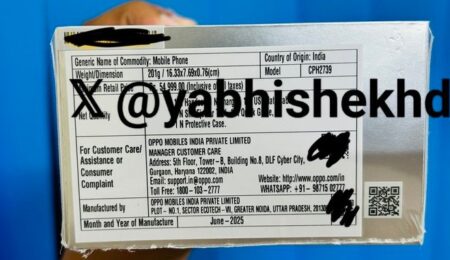 Generic Name of Commodity: Mobile Phone
Country of Origin: India
Weight/Dimension
201g / 16.33x7.69x0.76(cm)
Model
CPH2739
Retail Price
54,999.00 (Inclusive of all taxes)
𝕏 @yabhishekhd
Net Quantity
1N Protective Case.
For Customer Care/
Assistance or
Consumer
Complaint
OPPO MOBILES INDIA PRIVATE LIMITED
MANAGER CUSTOMER CARE
Address: 5th Floor, Tower-B, Building No.8, DLF Cyber City,
Gurgaon, Haryana 122002, INDIA
Email: support.in@oppo.com
Website: http://www.oppo.com/in
Toll Free: 1800-103-2777
WHATSAPP: +91 - 98715 02777
Manufactured by
OPPO MOBILES INDIA PRIVATE LIMITED
PLOT - NO.1, SECTOR ECOTECH - VII, GREATER NOIDA, UTTAR PRADESH,
Month and Year of Manufacture
June-2025